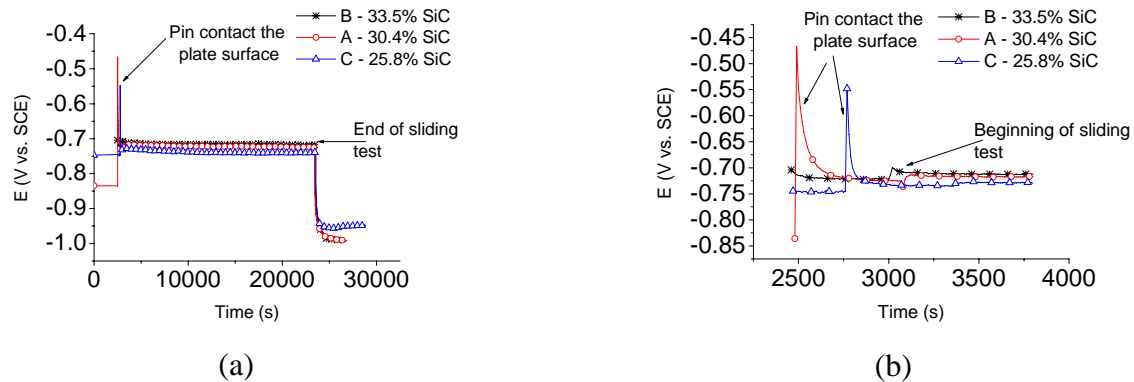 B - 33.5% SiC
A - 30.4% SiC
C - 25.8% SiC
Pin contact the
plate surface
End of sliding
test
-0.4
-0.5
-0.6
-0.7
-0.8
-0.9
-1.0
E (V vs. SCE)
0
10000
20000
30000
Time (s)
(a)
B - 33.5% SiC
A - 30.4% SiC
C - 25.8% SiC
Pin contact the
plate surface
Beginning of sliding
test
-0.45
-0.50
-0.55
-0.60
-0.65
-0.70
-0.75
-0.80
-0.85
E (V vs. SCE)
2500
3000
3500
4000
Time (s)
(b)